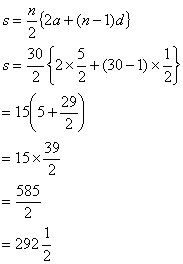 s = n/2 {2a + (n − 1)d}
s = 30/2 {2 × 5/2 + (30 − 1) × 1/2}
= 15(5 + 29/2)
= 15 × 39/2
= 585/2
= 292 1/2